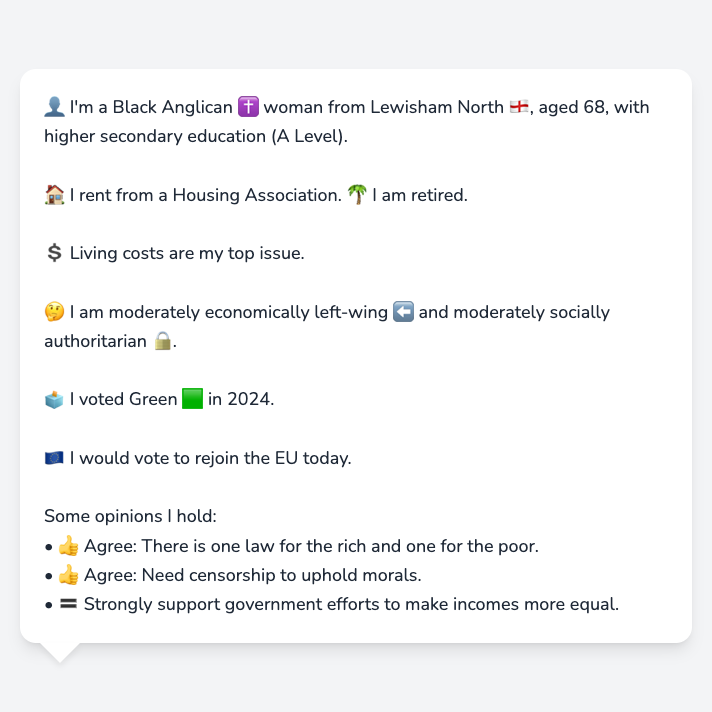 👤 I'm a Black Anglican ✝️ woman from Lewisham North 🏴󠁧󠁢󠁥󠁮󠁧󠁿, aged 68, with
higher secondary education (A Level).
🏠 I rent from a Housing Association. 🌴 I am retired.
💲 Living costs are my top issue.
🤔 I am moderately economically left-wing ⬅️ and moderately socially
authoritarian 🔒.
🗳️ I voted Green 🟩 in 2024.
🇪🇺 I would vote to rejoin the EU today.
Some opinions I hold:
• 👍 Agree: There is one law for the rich and one for the poor.
• 👍 Agree: Need censorship to uphold morals.
• 🟰 Strongly support government efforts to make incomes more equal.